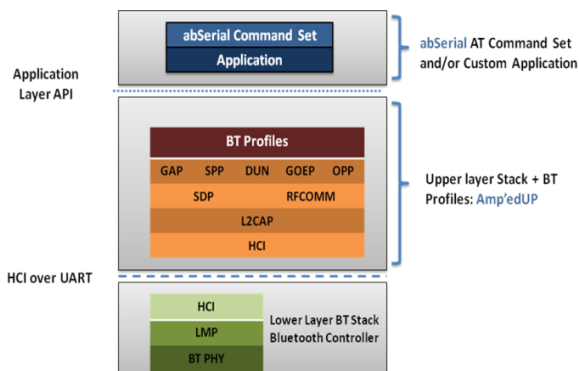 abSerial Command Set
Application
abSerial AT Command Set
and/or Custom Application
Application
Layer API
BT Profiles
GAP SPP DUN GOEP OPP
SDP RFCOMM
L2CAP
HCI
Upper layer Stack + BT
Profiles: Amp'edUP
HCI over UART
HCI
LMP
BT PHY
Lower Layer BT Stack
Bluetooth Controller